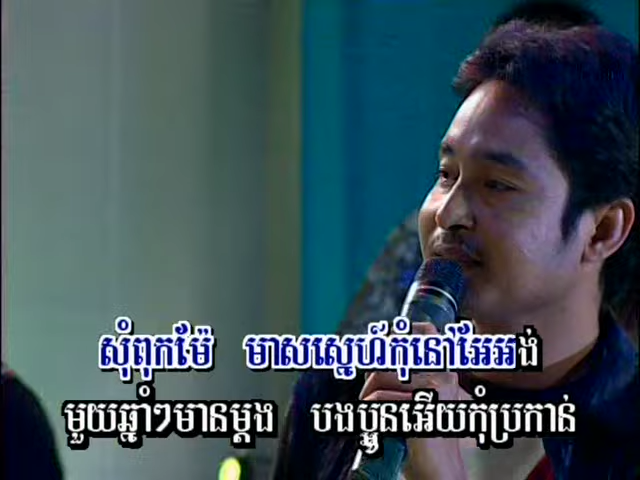 សុំពុកម៉ែ មាសស្នេហ៍កុំនៅអែអង់
មួយឆ្នាំៗមានម្ដង បងប្អូនអើយកុំប្រកាន់